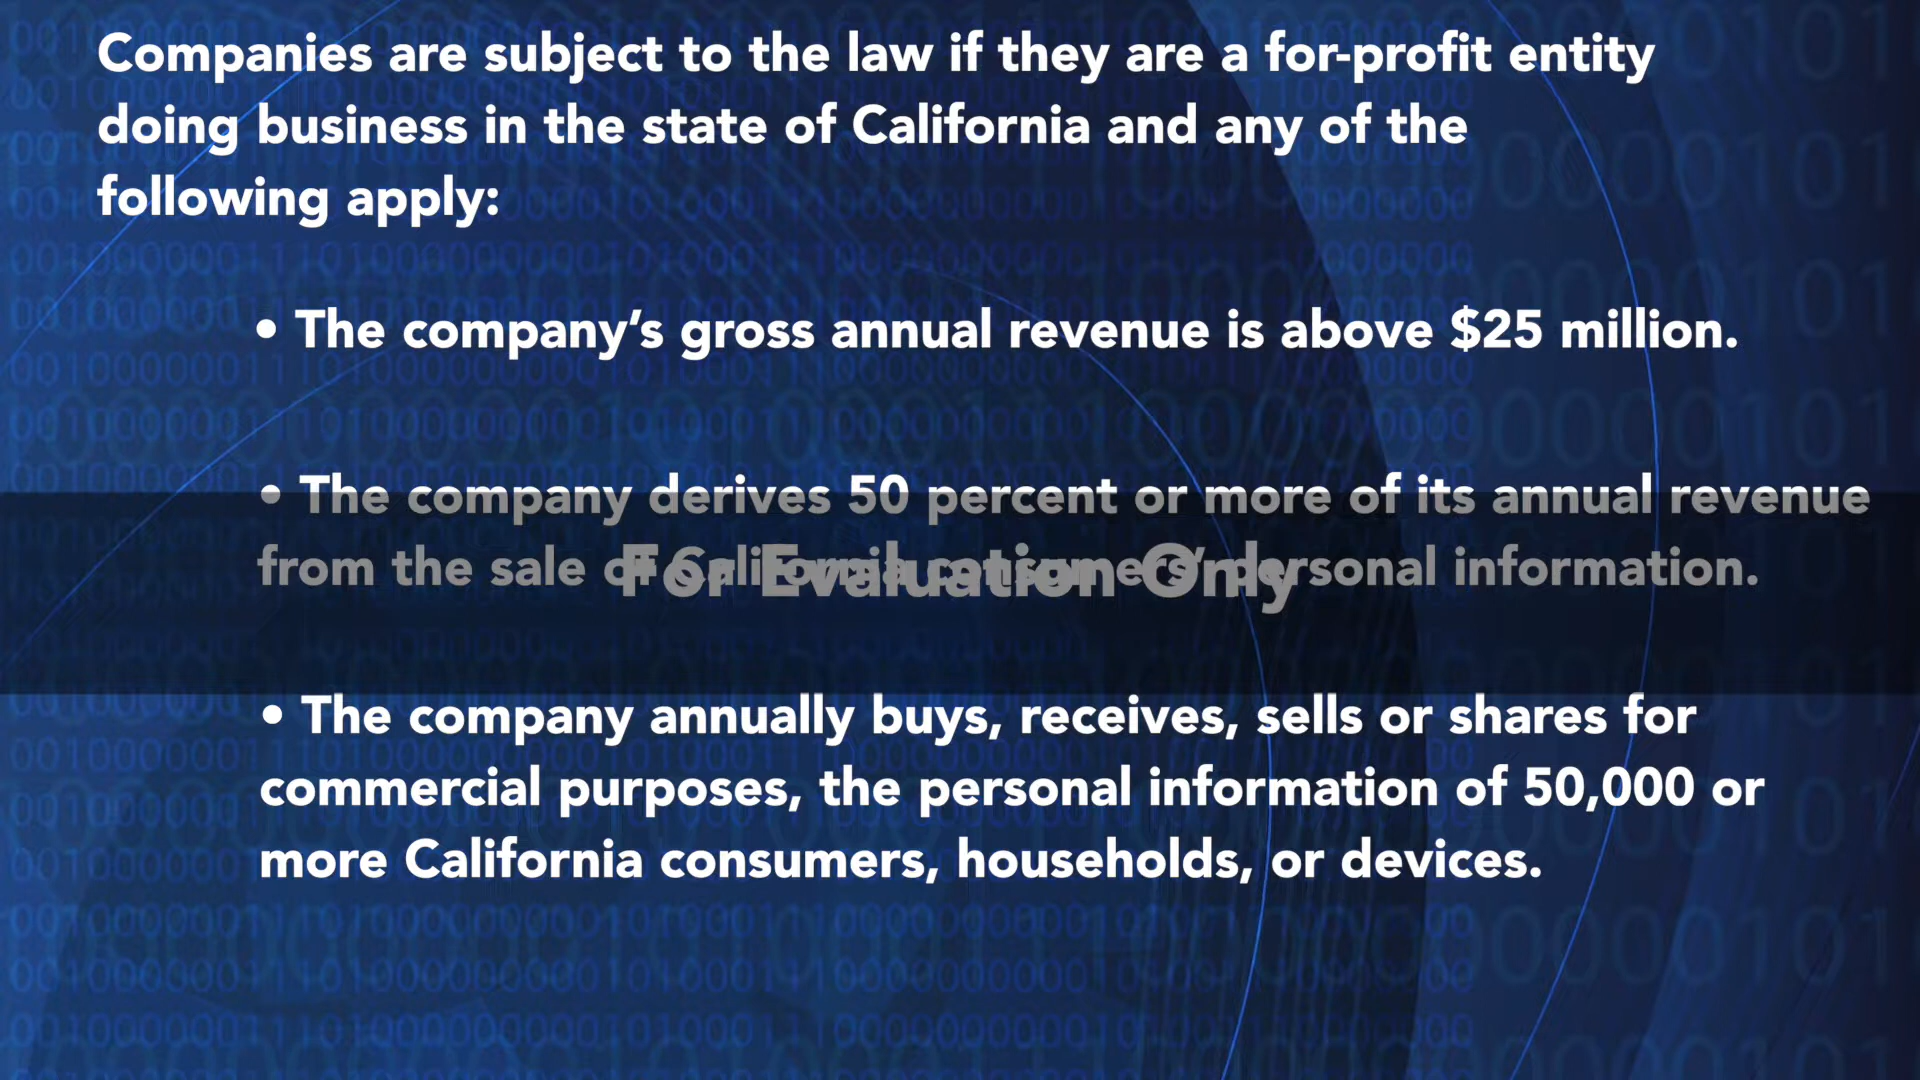 Companies are subject to the law if they are a for-profit entity
doing business in the state of California and any of the
following apply:
• The company’s gross annual revenue is above $25 million.
• The company derives 50 percent or more of its annual revenue
from the sale of California consumers’ personal information.
For Evaluation Only
• The company annually buys, receives, sells or shares for
commercial purposes, the personal information of 50,000 or
more California consumers, households, or devices.